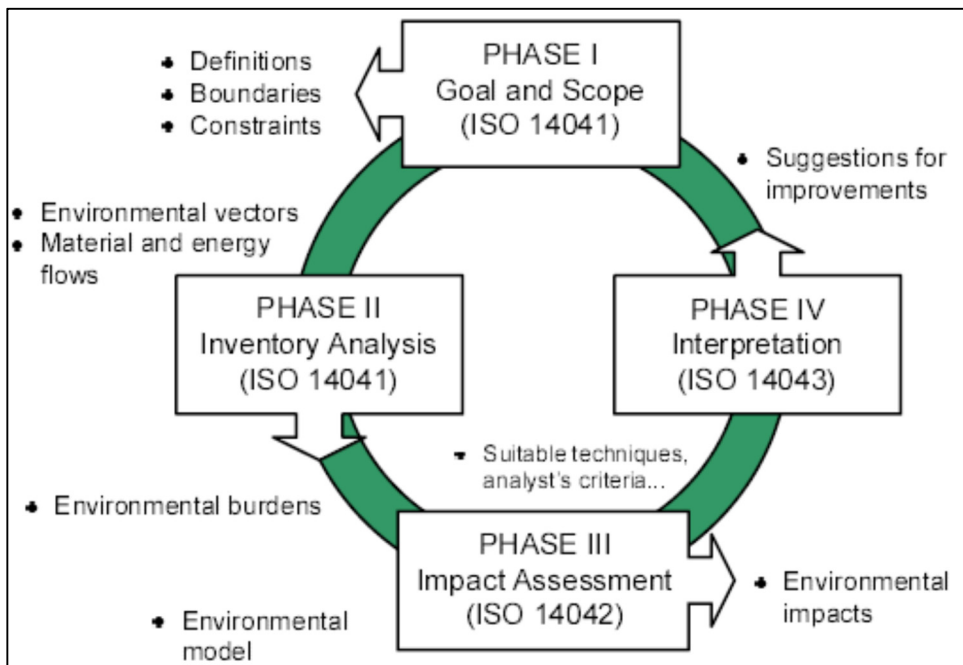 PHASE I
Goal and Scope
(ISO 14041)
• Definitions
• Boundaries
• Constraints
• Suggestions for
improvements
• Environmental vectors
• Material and energy
flows
PHASE II
Inventory Analysis
(ISO 14041)
PHASE IV
Interpretation
(ISO 14043)
• Suitable techniques,
analyst's criteria...
• Environmental burdens
PHASE III
Impact Assessment
(ISO 14042)
• Environmental
impacts
• Environmental
model